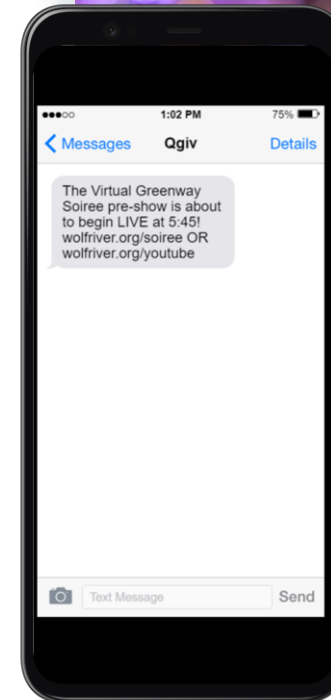 1:02 PM
75%
Messages
Qgiv
Details
The Virtual Greenway
Soiree pre-show is about
to begin LIVE at 5:45!
wolfriver.org/soiree OR
wolfriver.org/youtube
Text Message
Send